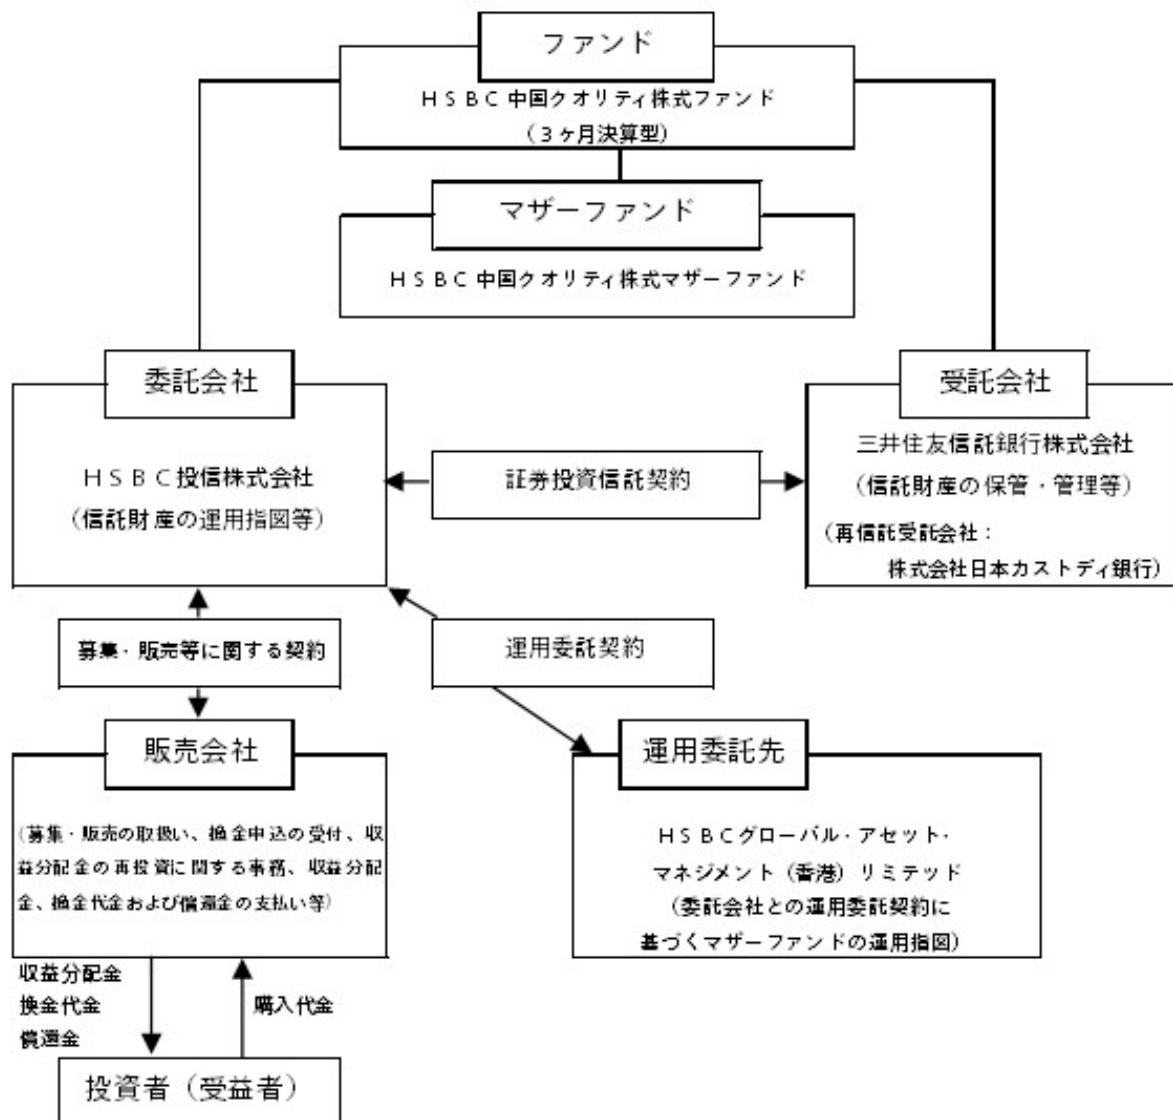 ファンド
HSBC中国クオリティ株式ファンド
(3ヶ月決算型)
マザーファンド
HSBC中国クオリティ株式マザーファンド
委託会社
HSBC投信株式会社
(信託財産の運用指図等)
証券投資信託契約
受託会社
三井住友信託銀行株式会社
(信託財産の保管・管理等)
(再信託受託会社:
株式会社日本カストディ銀行)
募集・販売等に関する契約
運用委託契約
販売会社
(募集・販売の取扱い、換金申込の受付、収
益分配金の再投資に関する事務、収益分配
金、換金代金および償還金の支払い等)
運用委託先
HSBCグローバル・アセット・
マネジメント(香港)リミテッド
(委託会社との運用委託契約に
基づくマザーファンドの運用指図)
収益分配金
換金代金
償還金
購入代金
投資者(受益者)